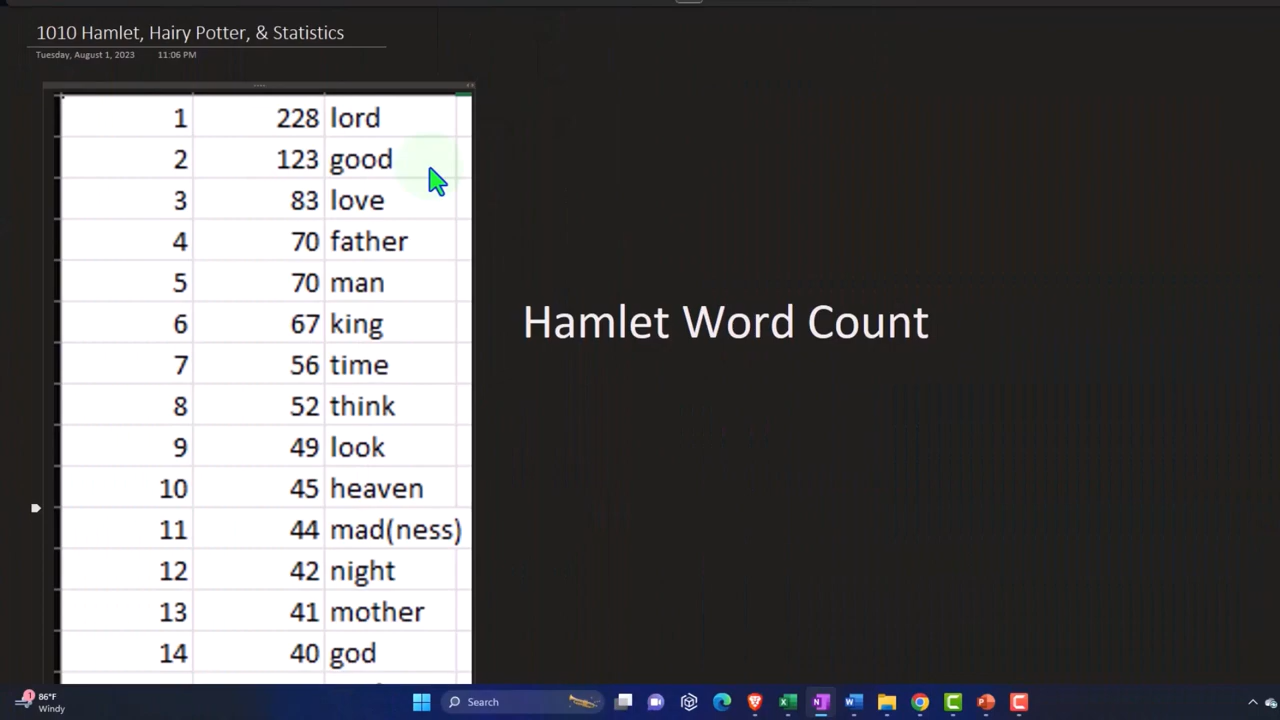 1010 Hamlet, Hairy Potter, & Statistics
Tuesday, August 1, 2023 11:06 PM
1 228 lord
2 123 good
3 83 love
4 70 father
5 70 man
6 67 king
7 56 time
8 52 think
9 49 look
10 45 heaven
11 44 mad(ness)
12 42 night
13 41 mother
14 40 god
Hamlet Word Count
1
86°F
Windy
Search